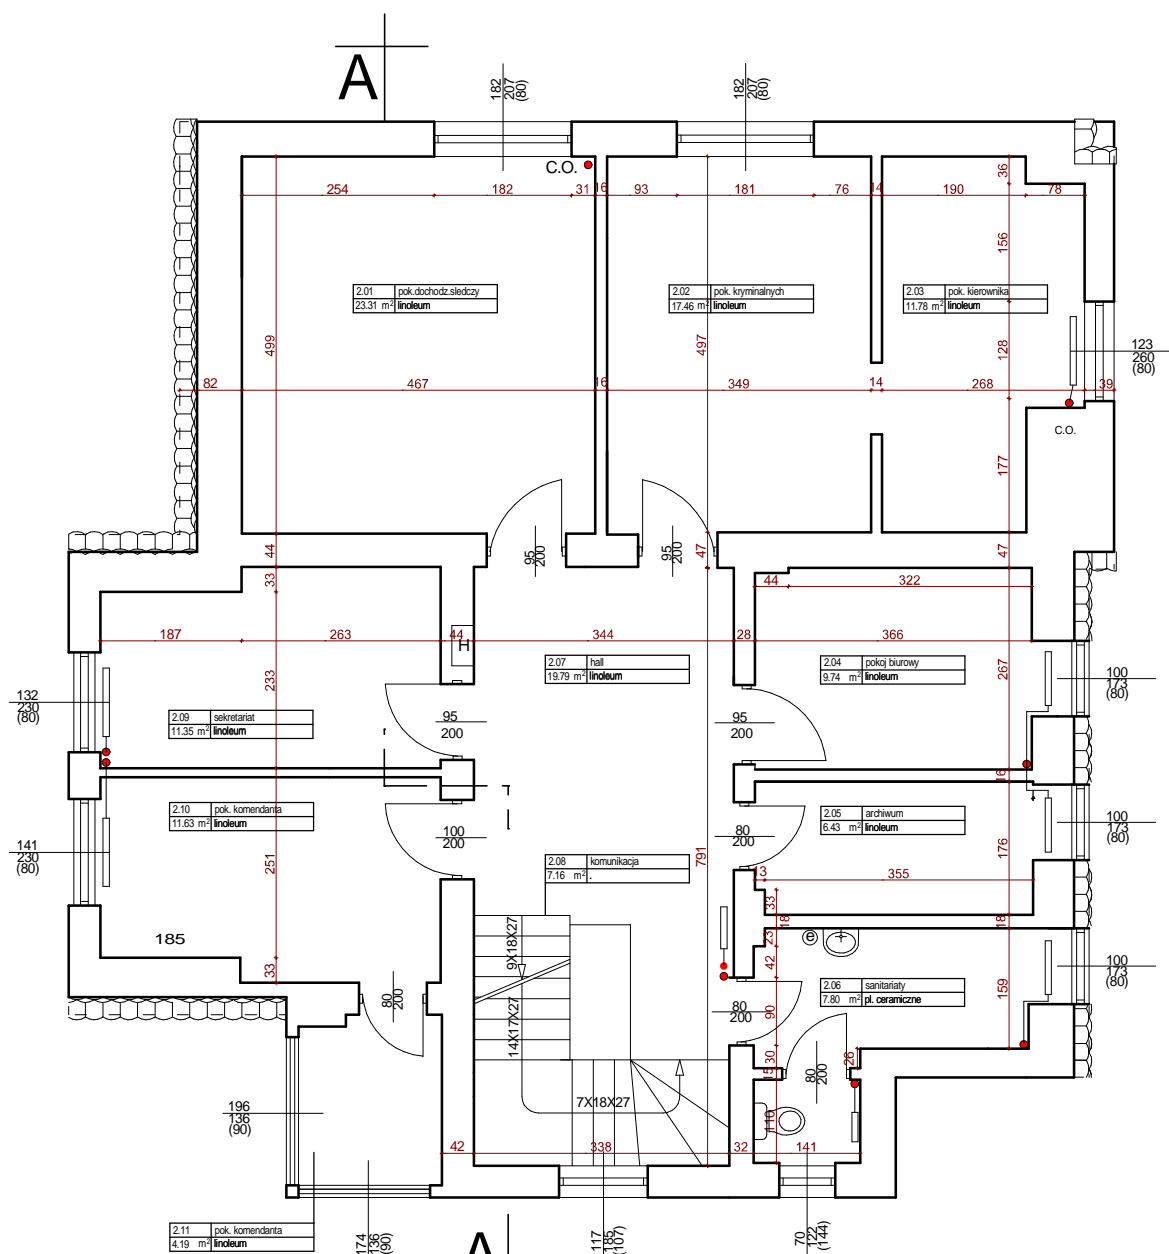 A
182
207
(80)
182
207
(80)
C.O.
254 182 31 16 93 181 76 14 190 78
36
156
2.01 pok.dochodz.sledczy
23.31 m² linoleum
2.02 pok. kryminalnych
17.46 m² linoleum
2.03 pok. kierownika
11.78 m² linoleum
499
497
128
123
260
(80)
82 467 16 349 14 268 39
C.O.
177
44
95
200
95
200
47
47
33
44 322
187 263 44 344 28 366
H
2.07 hall
19.79 m² linoleum
2.04 pokoj biurowy
9.74 m² linoleum
267
100
173
(80)
132
230
(80)
233
2.09 sekretariat
11.35 m² linoleum
95
200
95
200
16
2.10 pok. komendanta
11.63 m² linoleum
100
200
80
200
2.05 archiwum
6.43 m² linoleum
100
173
(80)
176
141
230
(80)
251
2.08 komunikacja
7.16 m² .
791
13 355
33
18
18
185
9X18X27
23
e
42
33
80
200
2.06 sanitariaty
7.80 m² pl. ceramiczne
159
100
173
(80)
14X17X27
80
200
90
30
15
26
80
200
7X18X27
110
196
136
(90)
42 338 32 141
2.11 pok. komendanta
4.19 m² linoleum
174
136
(90)
A
117
185
(107)
70
122
(144)